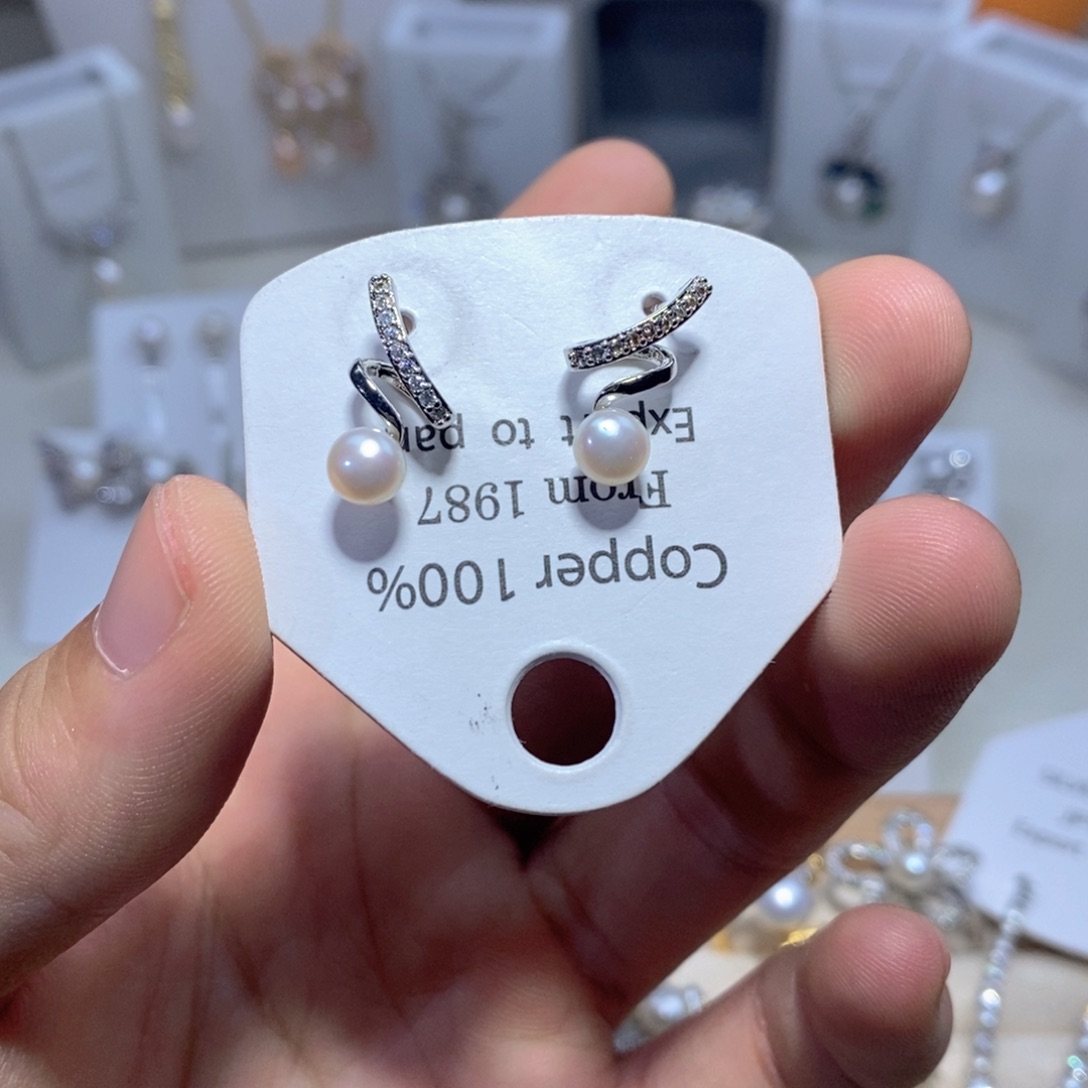 Copper 100%
From 1987
to